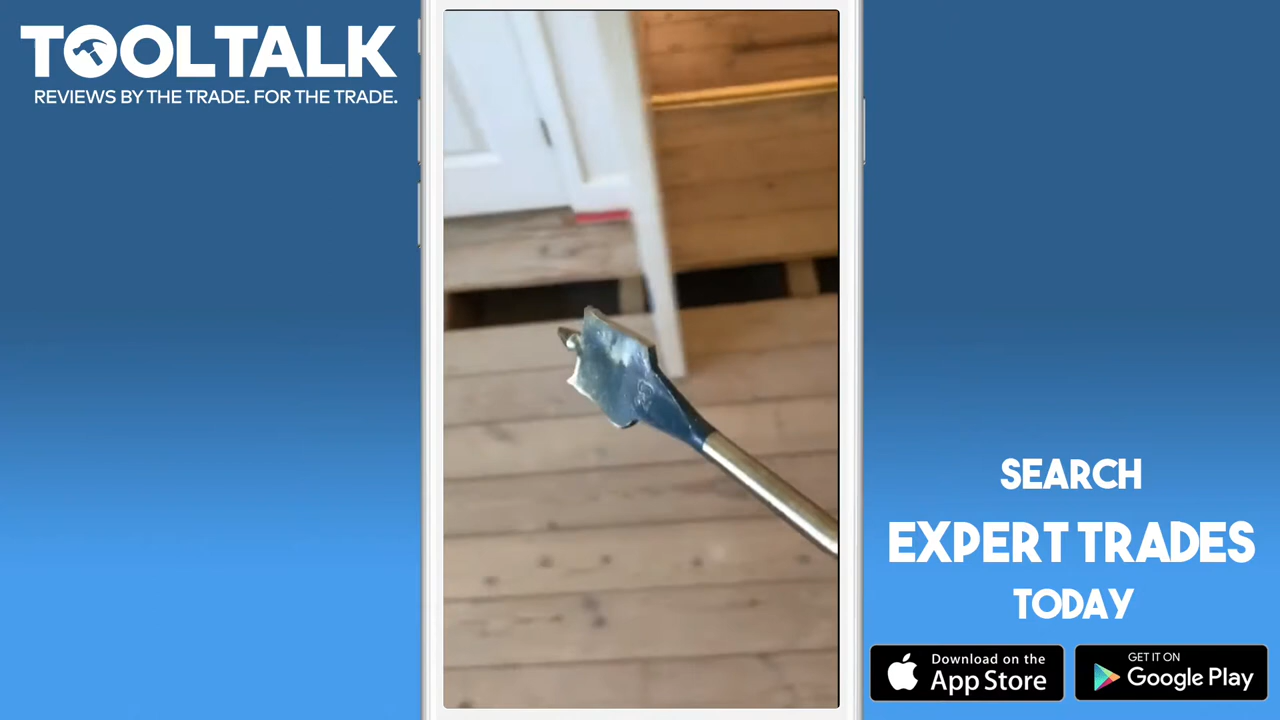 TOOLTALK
REVIEWS BY THE TRADE. FOR THE TRADE.
SEARCH
EXPERT TRADES
TODAY
Download on the
App Store
GET IT ON
Google Play